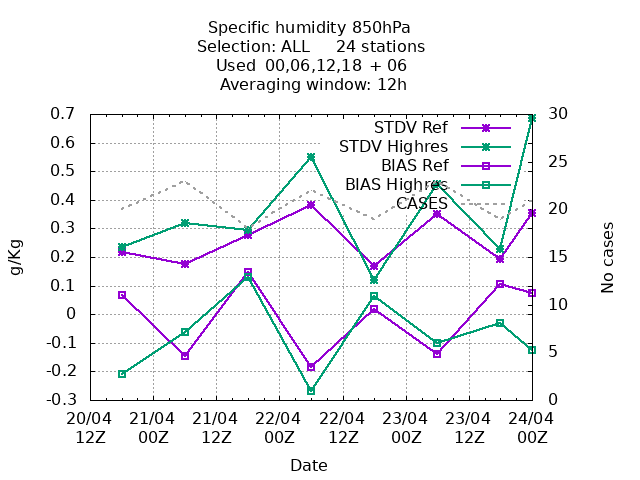 Specific humidity 850hPa
Selection: ALL 24 stations
Used 00,06,12,18 + 06
Averaging window: 12h
STDV Ref
STDV Highres
BIAS Ref
BIAS Highres
CASES
0.7
0.6
0.5
0.4
0.3
0.2
0.1
0
-0.1
-0.2
-0.3
g/Kg
30
25
20
15
10
5
0
No cases
20/04 21/04 21/04 22/04 22/04 23/04 23/04 24/04
12Z 00Z 12Z 00Z 12Z 00Z 12Z 00Z
Date